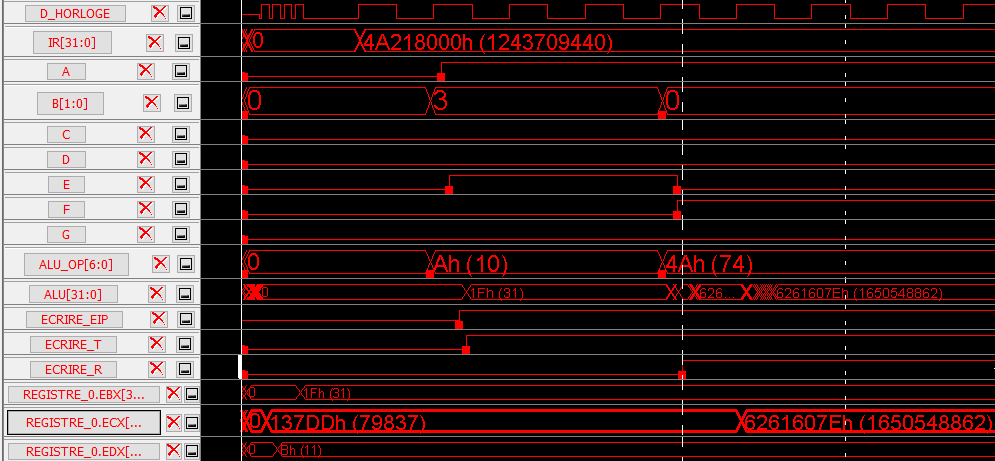 D_HORLOGE
IR[31:0] 0 4A218000h (1243709440)
A
B[1:0] 0 3 0
C
D
E
F
G
ALU_OP[6:0] 0 Ah (10) 4Ah (74)
ALU[31:0] 0 1Fh (31) 626... 6261607Eh (1650548862)
ECRIRE_EIP
ECRIRE_T
ECRIRE_R
REGISTRE_0.EBX[3... 0 1Fh (31)
REGISTRE_0.ECX[... 0 137DDh (79837) 6261607Eh (1650548862)
REGISTRE_0.EDX[... 0 Bh (11)